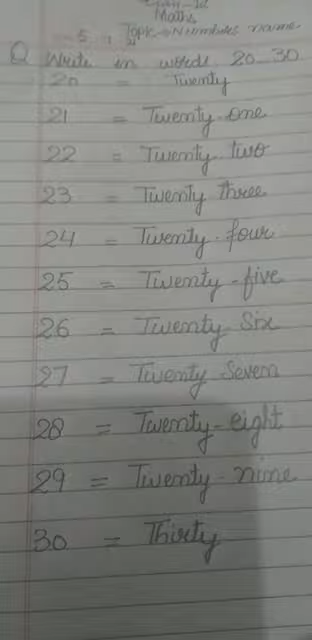 Maths
Topic → Numbers name
Q Write in words 20-30
20 = Twenty
21 = Twenty-one
22 = Twenty two
23 = Twenty three
24 = Twenty-four
25 = Twenty-five
26 = Twenty Six
27 = Twenty Seven
28 = Twenty-eight
29 = Twenty-nine
30 = Thirty